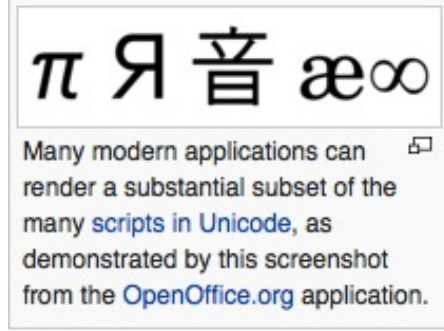 π Я 音 æ∞
Many modern applications can
render a substantial subset of the
many scripts in Unicode, as
demonstrated by this screenshot
from the OpenOffice.org application.